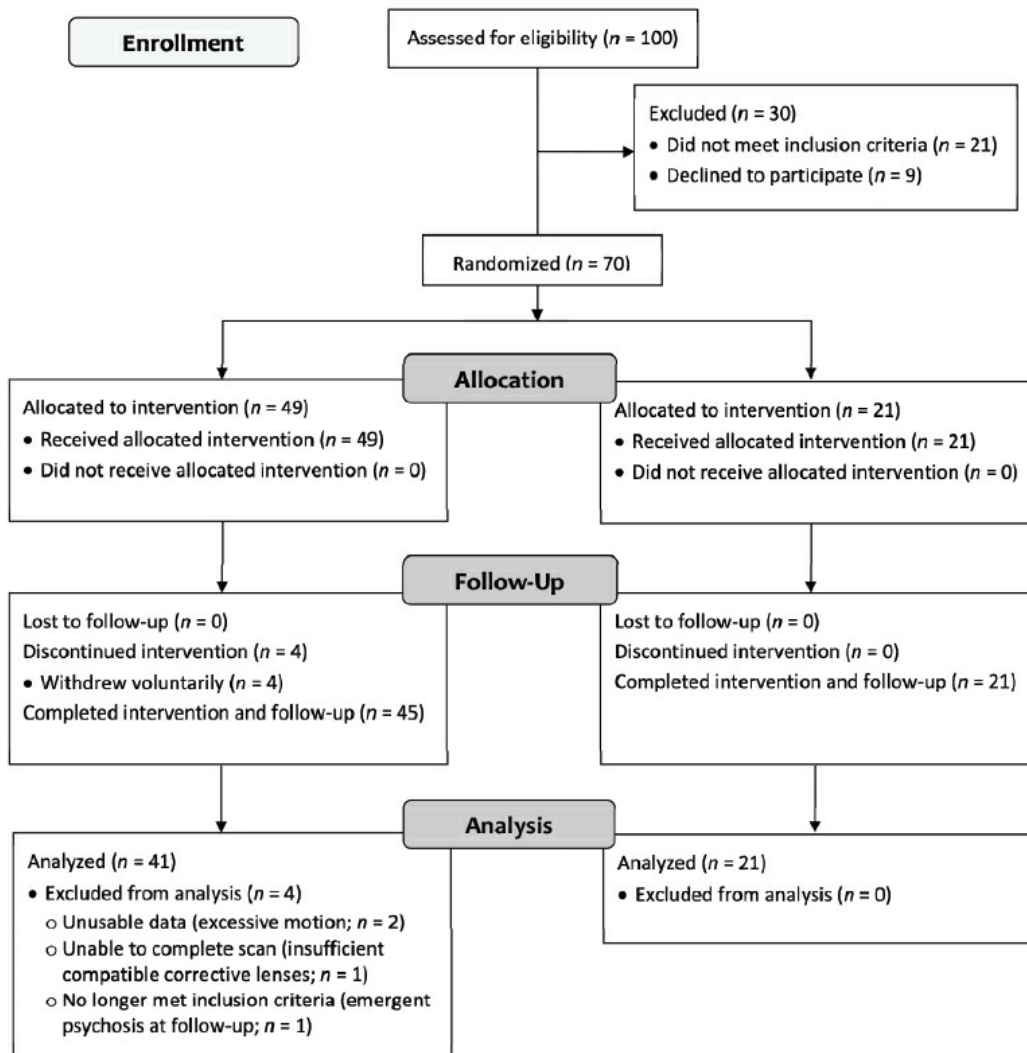 Enrollment
Assessed for eligibility (n = 100)
Excluded (n = 30)
• Did not meet inclusion criteria (n = 21)
• Declined to participate (n = 9)
Randomized (n = 70)
Allocation
Allocated to intervention (n = 49)
• Received allocated intervention (n = 49)
• Did not receive allocated intervention (n = 0)
Allocated to intervention (n = 21)
• Received allocated intervention (n = 21)
• Did not receive allocated intervention (n = 0)
Follow-Up
Lost to follow-up (n = 0)
Discontinued intervention (n = 4)
• Withdrew voluntarily (n = 4)
Completed intervention and follow-up (n = 45)
Lost to follow-up (n = 0)
Discontinued intervention (n = 0)
Completed intervention and follow-up (n = 21)
Analysis
Analyzed (n = 41)
• Excluded from analysis (n = 4)
o Unusable data (excessive motion; n = 2)
o Unable to complete scan (insufficient
compatible corrective lenses; n = 1)
o No longer met inclusion criteria (emergent
psychosis at follow-up; n = 1)
Analyzed (n = 21)
• Excluded from analysis (n = 0)